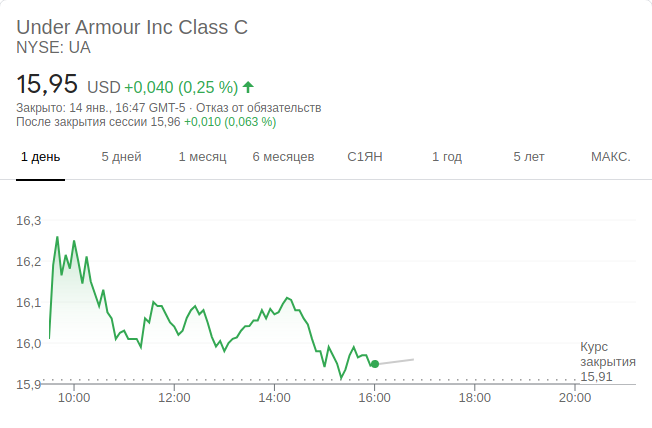 Under Armour Inc Class C
NYSE: UA
15,95 USD +0,040 (0,25 %)
Закрыто: 14 янв., 16:47 GMT-5 · Отказ от обязательств
После закрытия сессии 15,96 +0,010 (0,063 %)
1 день 5 дней 1 месяц 6 месяцев С1ЯН 1 год 5 лет МАКС.
16,3
16,2
16,1
16,0
Курс
закрытия
15,91
15,9
10:00 12:00 14:00 16:00 18:00 20:00